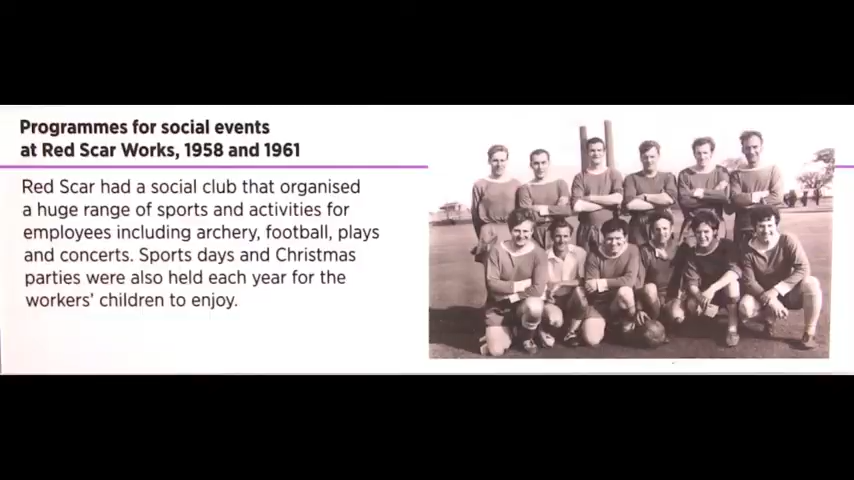 Programmes for social events
at Red Scar Works, 1958 and 1961
Red Scar had a social club that organised
a huge range of sports and activities for
employees including archery, football, plays
and concerts. Sports days and Christmas
parties were also held each year for the
workers' children to enjoy.